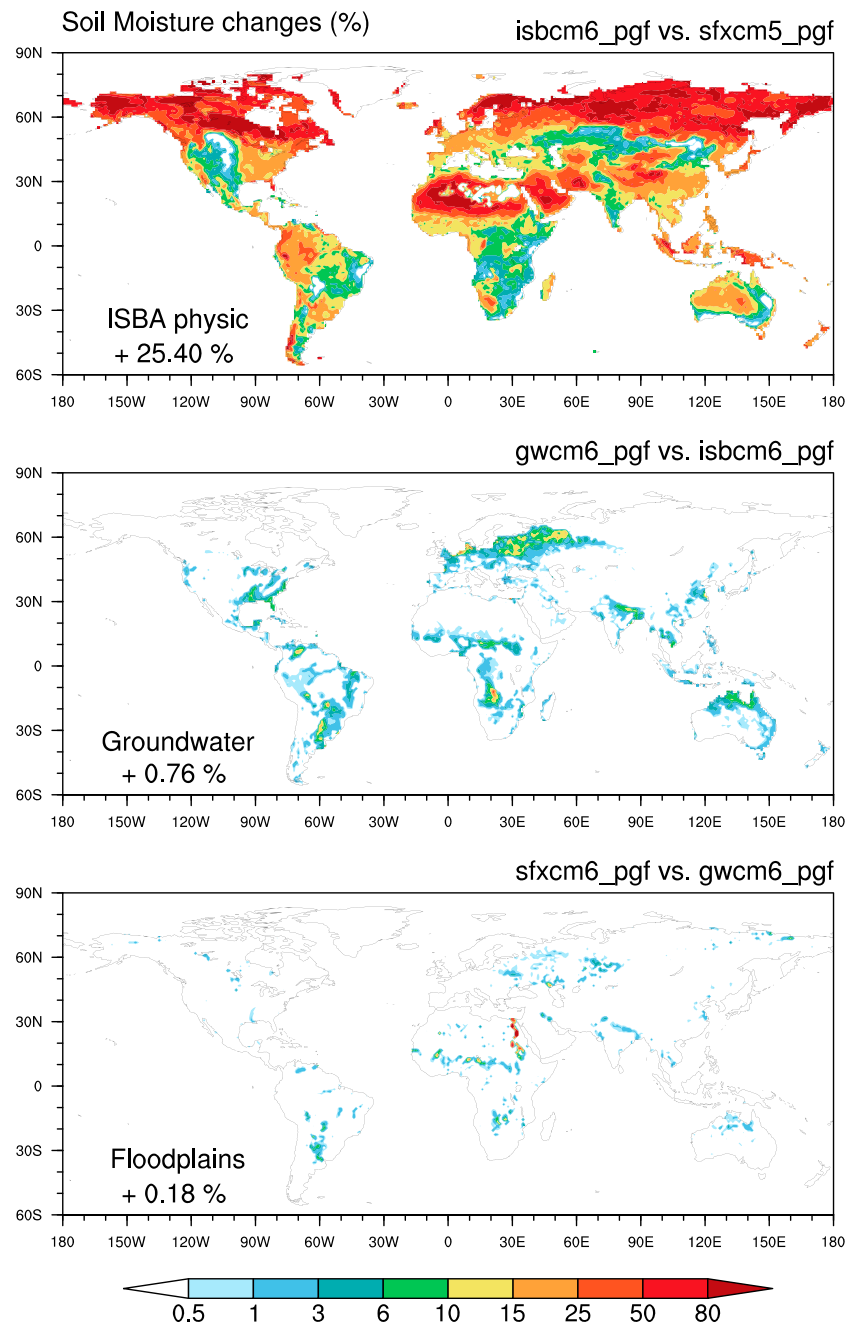 Soil Moisture changes (%)
isbcm6_pgf vs. sfxcm5_pgf
90N
60N
30N
0
30S
60S
ISBA physic
+ 25.40 %
180 150W 120W 90W 60W 30W 0 30E 60E 90E 120E 150E 180
gwcm6_pgf vs. isbcm6_pgf
90N
60N
30N
0
30S
60S
Groundwater
+ 0.76 %
180 150W 120W 90W 60W 30W 0 30E 60E 90E 120E 150E 180
sfxcm6_pgf vs. gwcm6_pgf
90N
60N
30N
0
30S
60S
Floodplains
+ 0.18 %
180 150W 120W 90W 60W 30W 0 30E 60E 90E 120E 150E 180
0.5 1 3 6 10 15 25 50 80